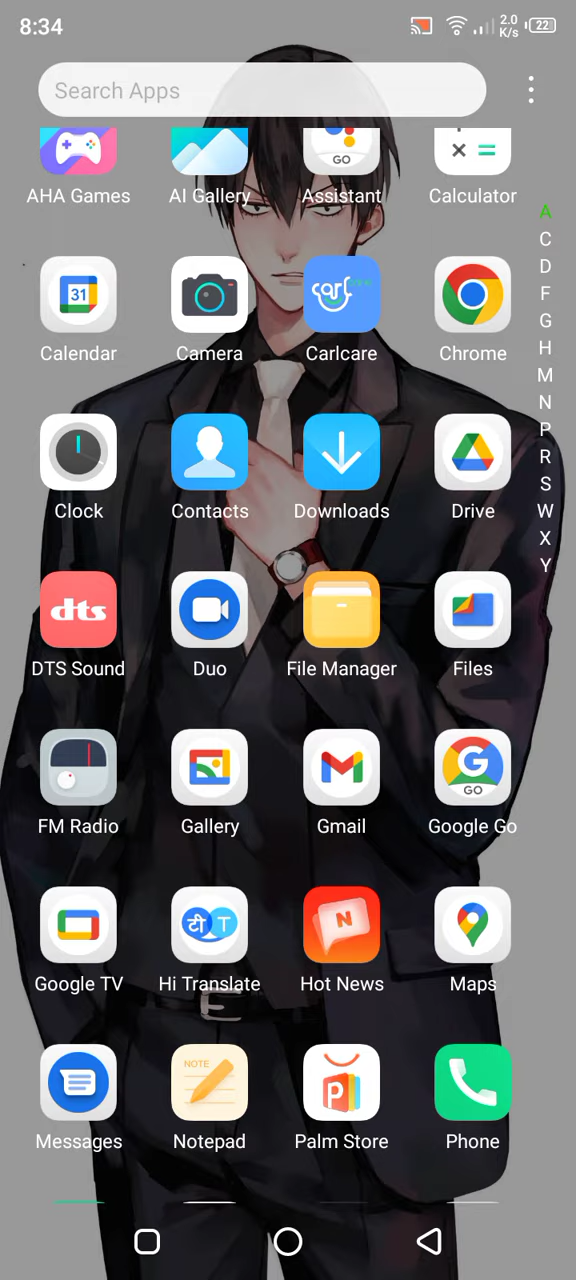 8:34
2.0
K/s
22
Search Apps
GO
AHA Games
AI Gallery
Assistant
Calculator
A
C
D
F
G
H
M
N
P
R
S
W
X
Y
31
carl
Calendar
Camera
Carlcare
Chrome
Clock
Contacts
Downloads
Drive
dts
DTS Sound
Duo
File Manager
Files
G
GO
FM Radio
Gallery
Gmail
Google Go
टी T
N
Google TV
Hi Translate
Hot News
Maps
NOTE
P
Messages
Notepad
Palm Store
Phone